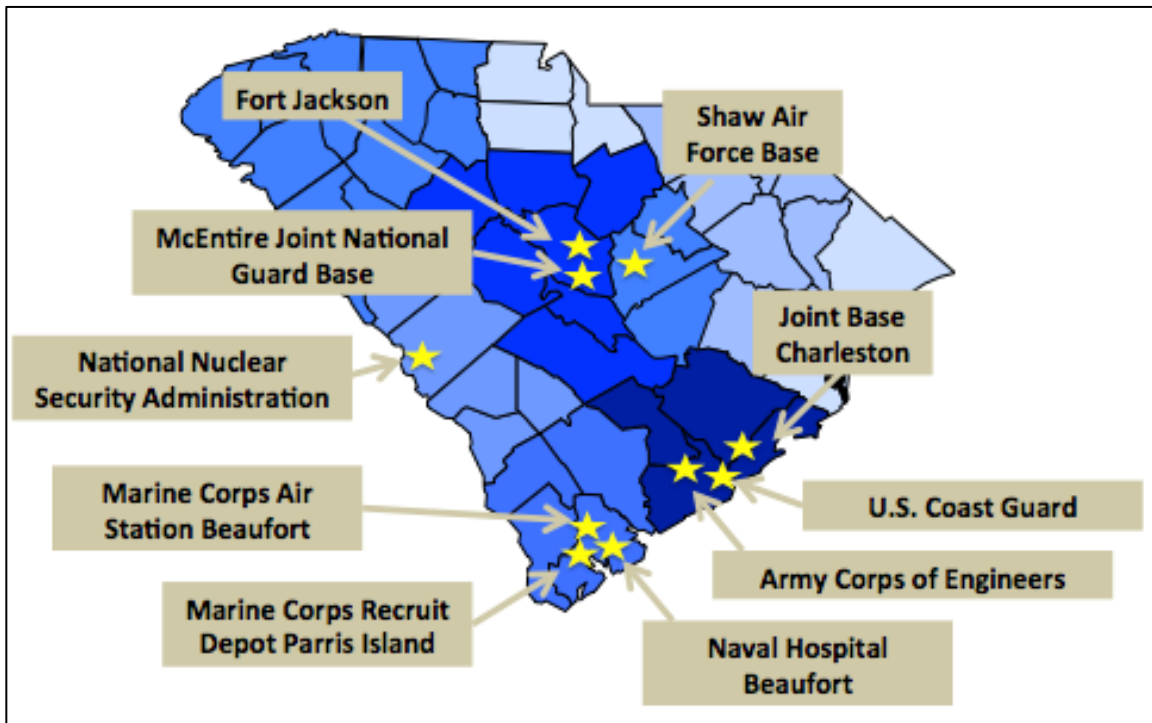 Fort Jackson
Shaw Air
Force Base
McEntire Joint National
Guard Base
Joint Base
Charleston
National Nuclear
Security Administration
Marine Corps Air
Station Beaufort
U.S. Coast Guard
Army Corps of Engineers
Marine Corps Recruit
Depot Parris Island
Naval Hospital
Beaufort